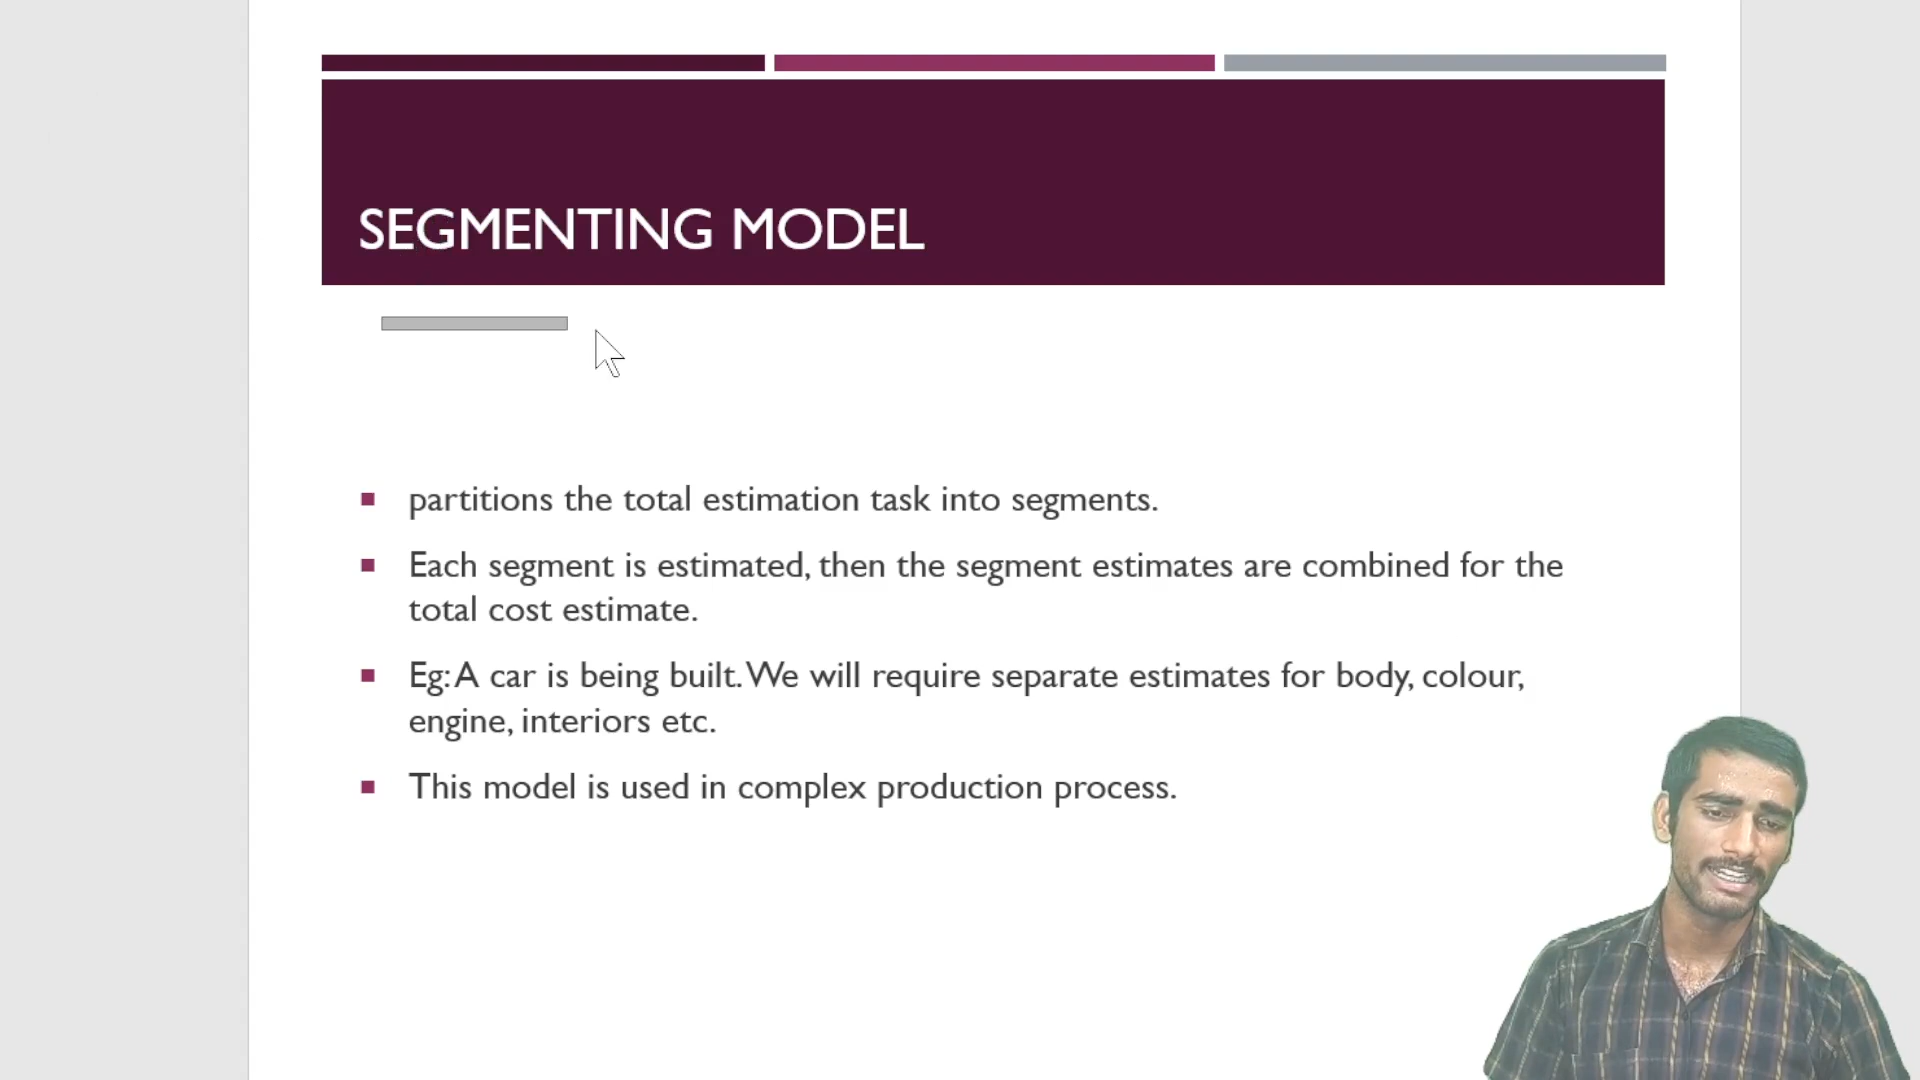 SEGMENTING MODEL
partitions the total estimation task into segments.
Each segment is estimated, then the segment estimates are combined for the
total cost estimate.
Eg: A car is being built. We will require separate estimates for body, colour,
engine, interiors etc.
This model is used in complex production process.